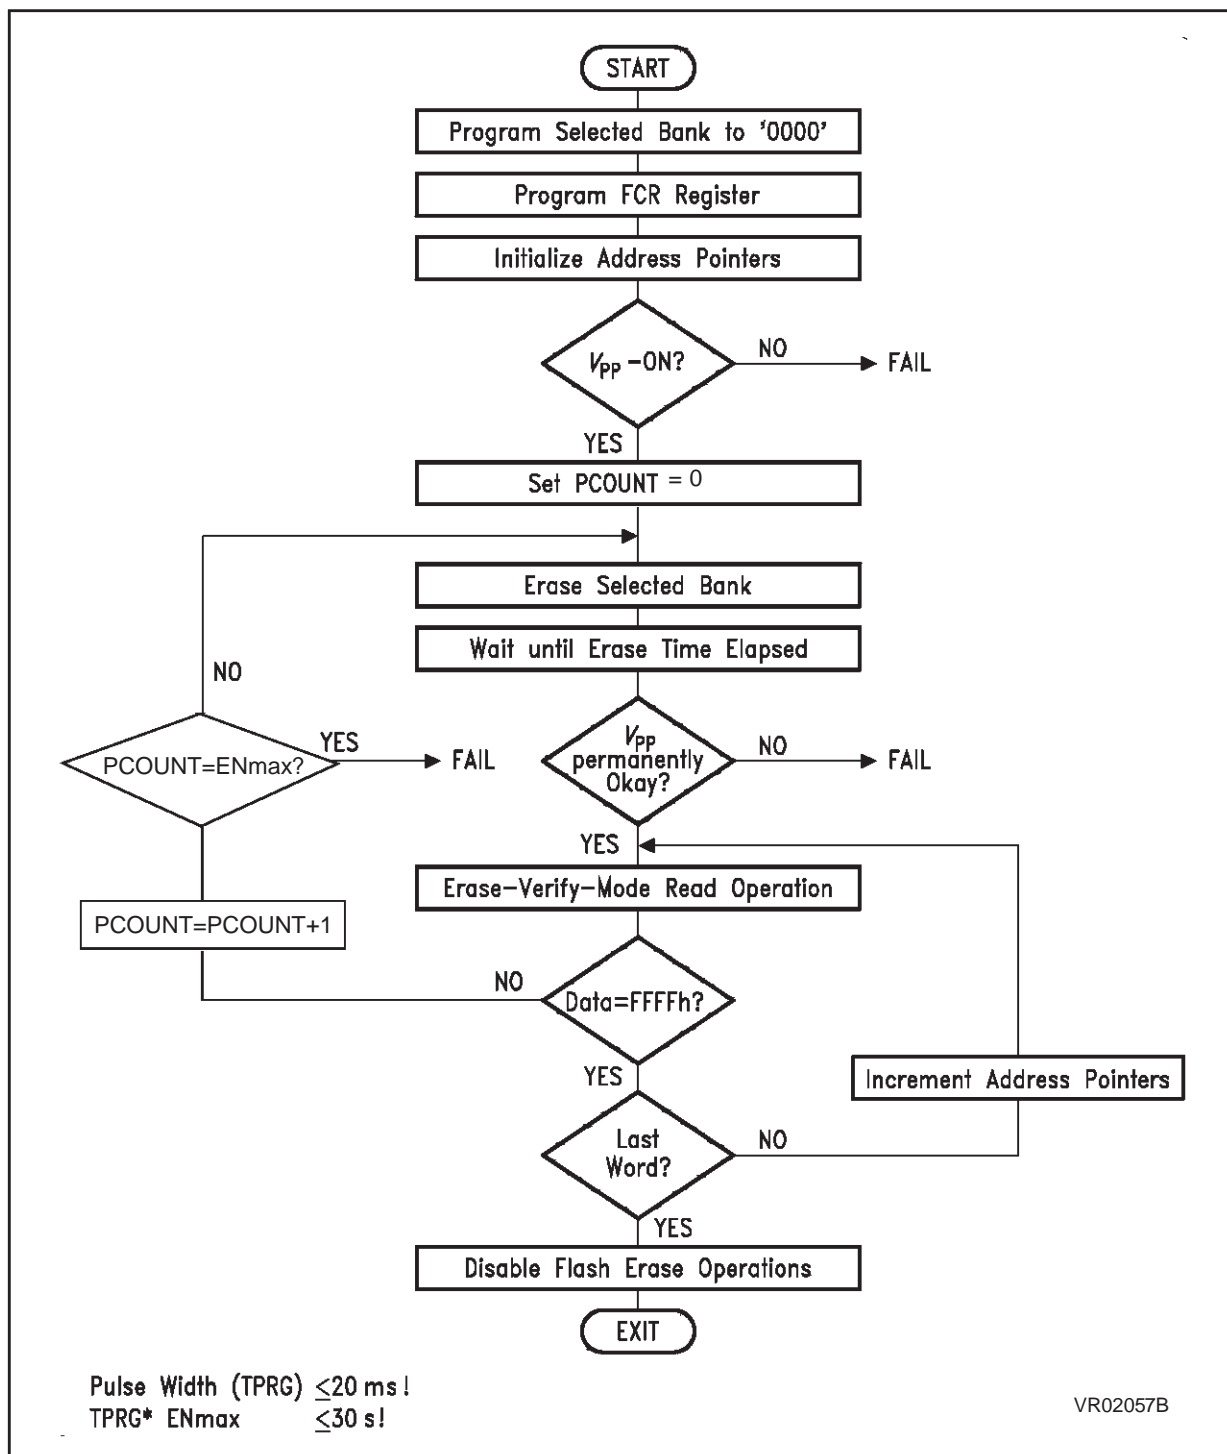 START
Program Selected Bank to '0000'
Program FCR Register
Initialize Address Pointers
VPP -ON?
NO
FAIL
YES
Set PCOUNT = 0
Erase Selected Bank
Wait until Erase Time Elapsed
NO
PCOUNT=ENmax?
YES
FAIL
VPP
permanently
Okay?
NO
FAIL
YES
Erase-Verify-Mode Read Operation
PCOUNT=PCOUNT+1
NO
Data=FFFFh?
YES
Increment Address Pointers
Last
Word?
NO
YES
Disable Flash Erase Operations
EXIT
Pulse Width (TPRG) ≤20 ms!
TPRG* ENmax ≤30 s!
VR02057B